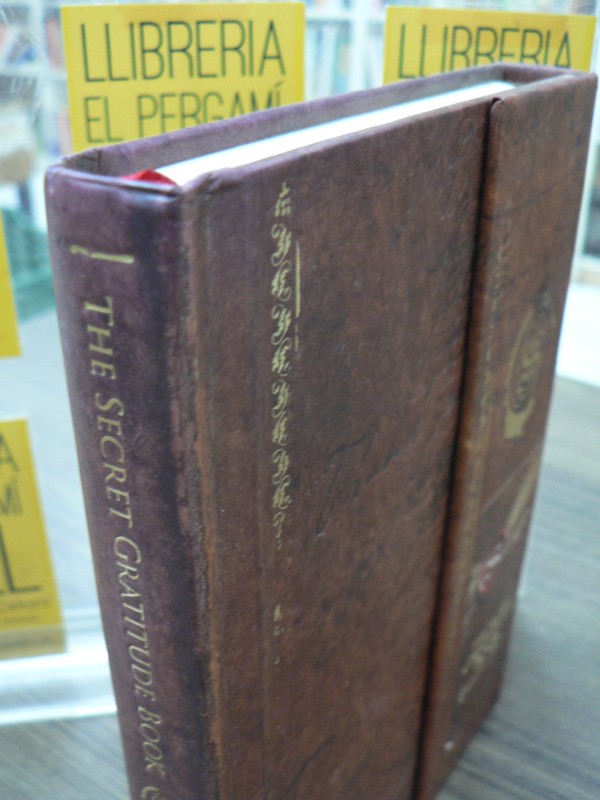 LLIBRERIA
EL PERGAMÍ
LLIBRERIA
THE SECRET GRATITUDE BOOK